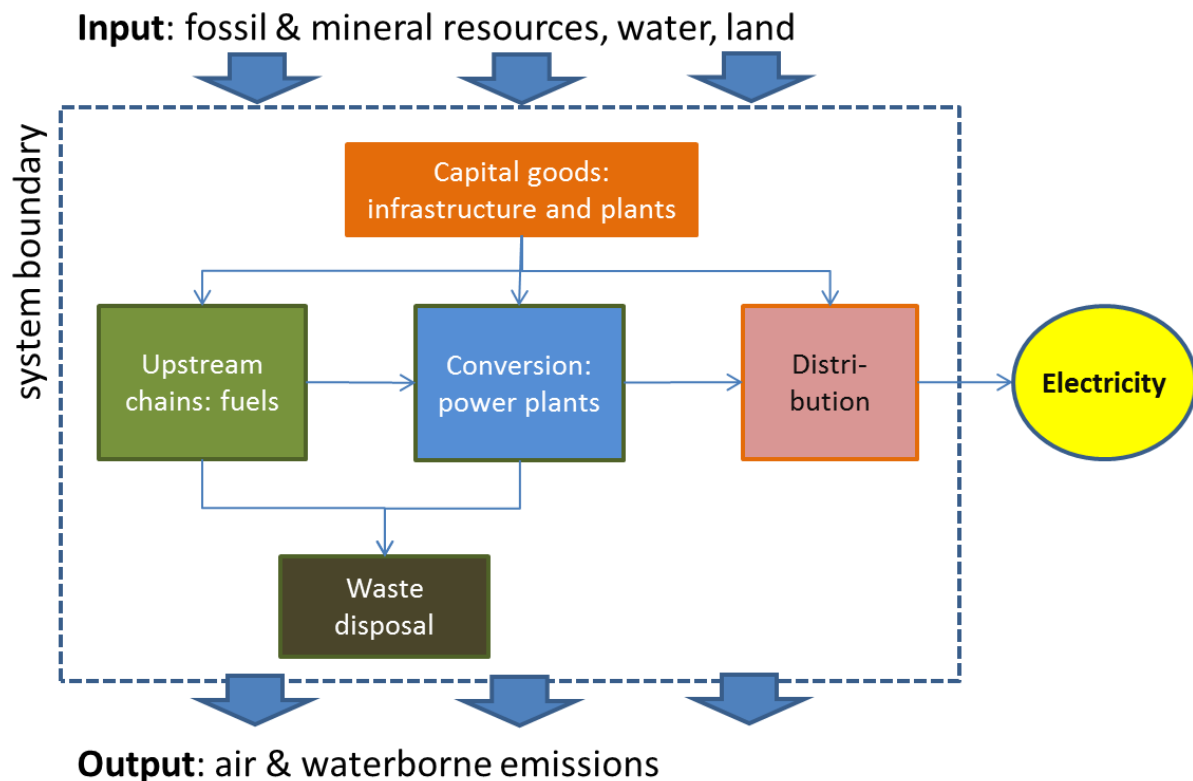 Input: fossil & mineral resources, water, land
system boundary
Capital goods:
infrastructure and plants
Upstream
chains: fuels
Conversion:
power plants
Distri-
bution
Electricity
Waste
disposal
Output: air & waterborne emissions